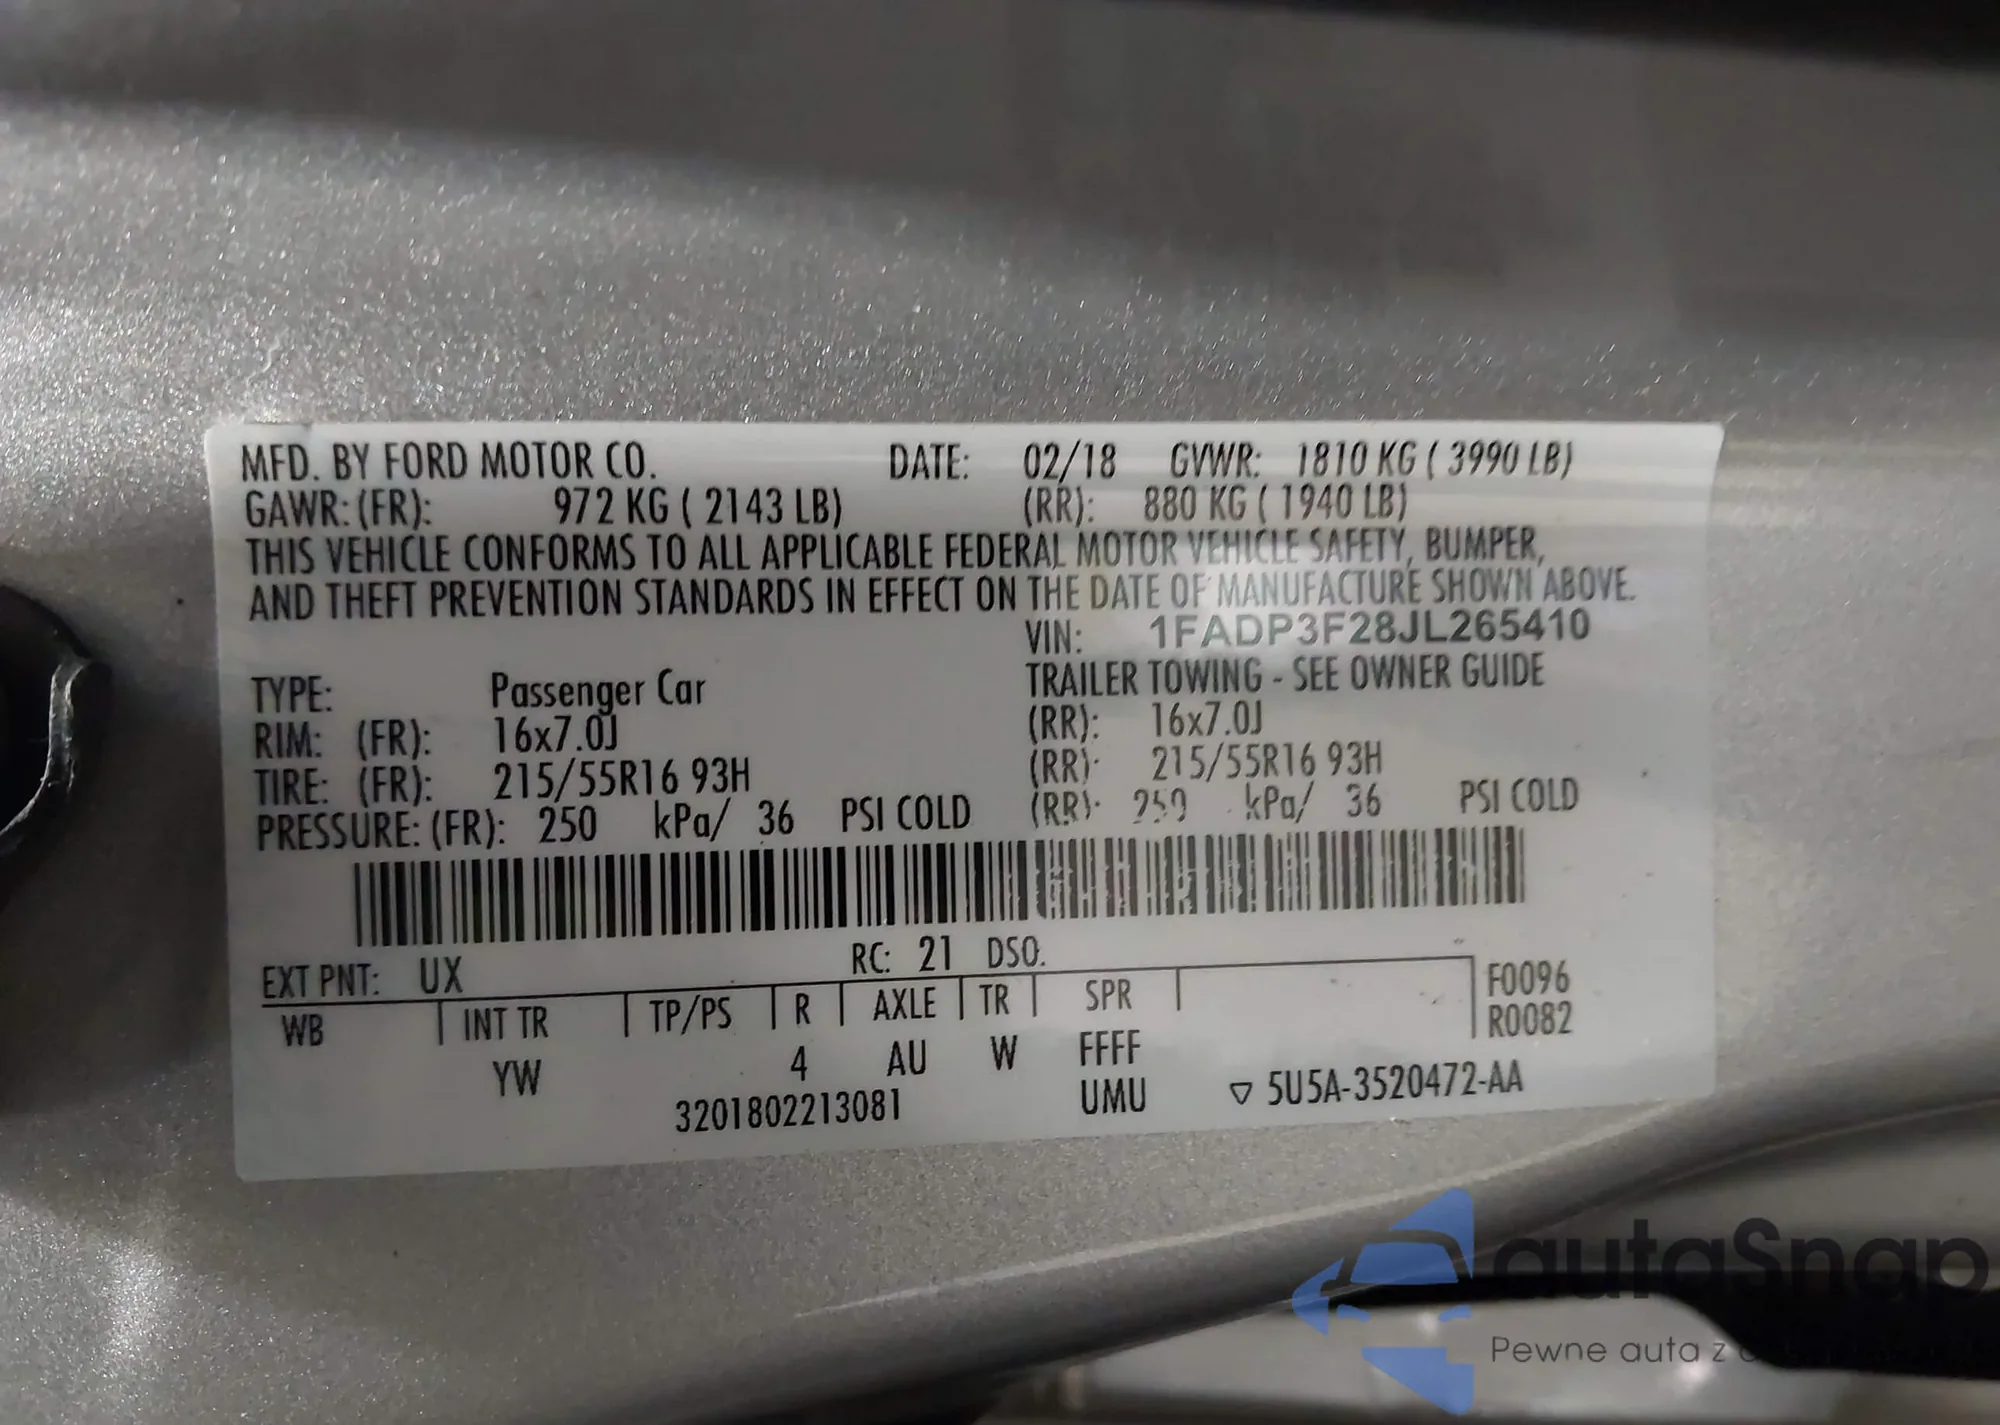 MFD. BY FORD MOTOR CO. DATE: 02/18 GVWR: 1810 KG ( 3990 LB)
GAWR: (FR): 972 KG ( 2143 LB) (RR): 880 KG ( 1940 LB)
THIS VEHICLE CONFORMS TO ALL APPLICABLE FEDERAL MOTOR VEHICLE SAFETY, BUMPER,
AND THEFT PREVENTION STANDARDS IN EFFECT ON THE DATE OF MANUFACTURE SHOWN ABOVE.
VIN: 1FADP3F28JL265410
TYPE: Passenger Car TRAILER TOWING - SEE OWNER GUIDE
RIM: (FR): 16x7.0J (RR): 16x7.0J
TIRE: (FR): 215/55R16 93H (RR): 215/55R16 93H
PRESSURE: (FR): 250 kPa/ 36 PSI COLD (RR): 250 kPa/ 36 PSI COLD
EXT PNT: UX RC: 21 DSO:
WB INT TR TP/PS R AXLE TR SPR F0096
R0082
YW 4 AU W FFFF
3201802213081 UMU ▽ 5U5A-3520472-AA
autaSnap
Pewne auta z